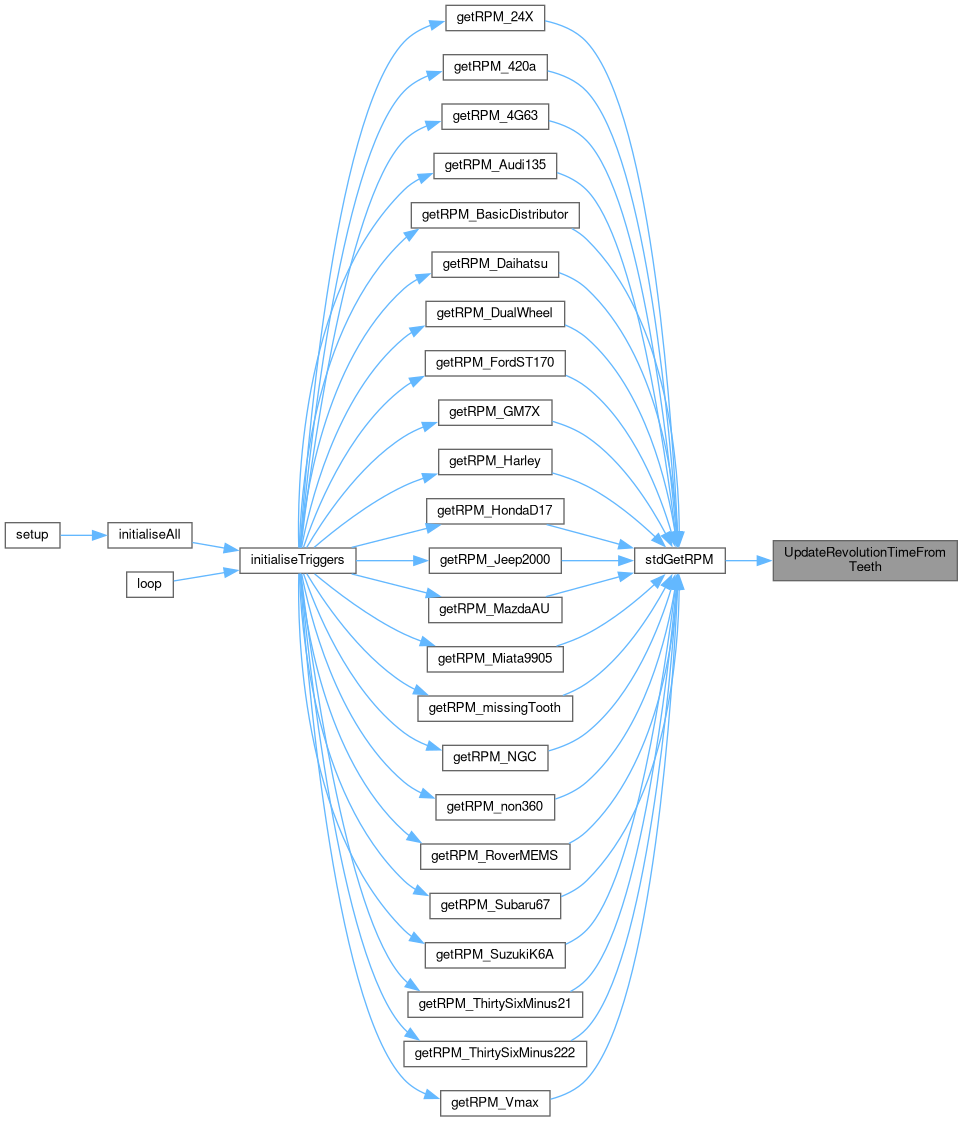 getRPM_24X
getRPM_420a
getRPM_4G63
getRPM_Audi135
getRPM_BasicDistributor
getRPM_Daihatsu
getRPM_DualWheel
getRPM_FordST170
getRPM_GM7X
getRPM_Harley
getRPM_HondaD17
setup
initialiseAll
initialiseTriggers
getRPM_Jeep2000
stdGetRPM
UpdateRevolutionTimeFrom
Teeth
loop
getRPM_MazdaAU
getRPM_Miata9905
getRPM_missingTooth
getRPM_NGC
getRPM_non360
getRPM_RoverMEMS
getRPM_Subaru67
getRPM_SuzukiK6A
getRPM_ThirtySixMinus21
getRPM_ThirtySixMinus222
getRPM_Vmax